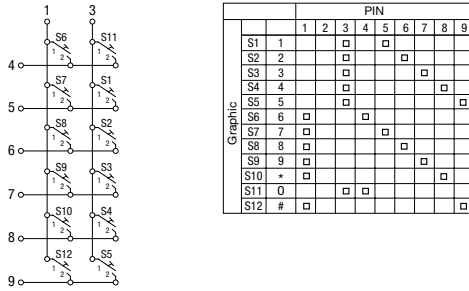 1 3
S6 S11
1 2 1 2
4
S7 S1
1 2 1 2
5
S8 S2
1 2 1 2
6
S9 S3
1 2 1 2
7
S10 S4
1 2 1 2
8
S12 S5
1 2 1 2
9
PIN
1 2 3 4 5 6 7 8 9
Graphic
S1 1
S2 2
S3 3
S4 4
S5 5
S6 6
S7 7
S8 8
S9 9
S10 *
S11 0
S12 #